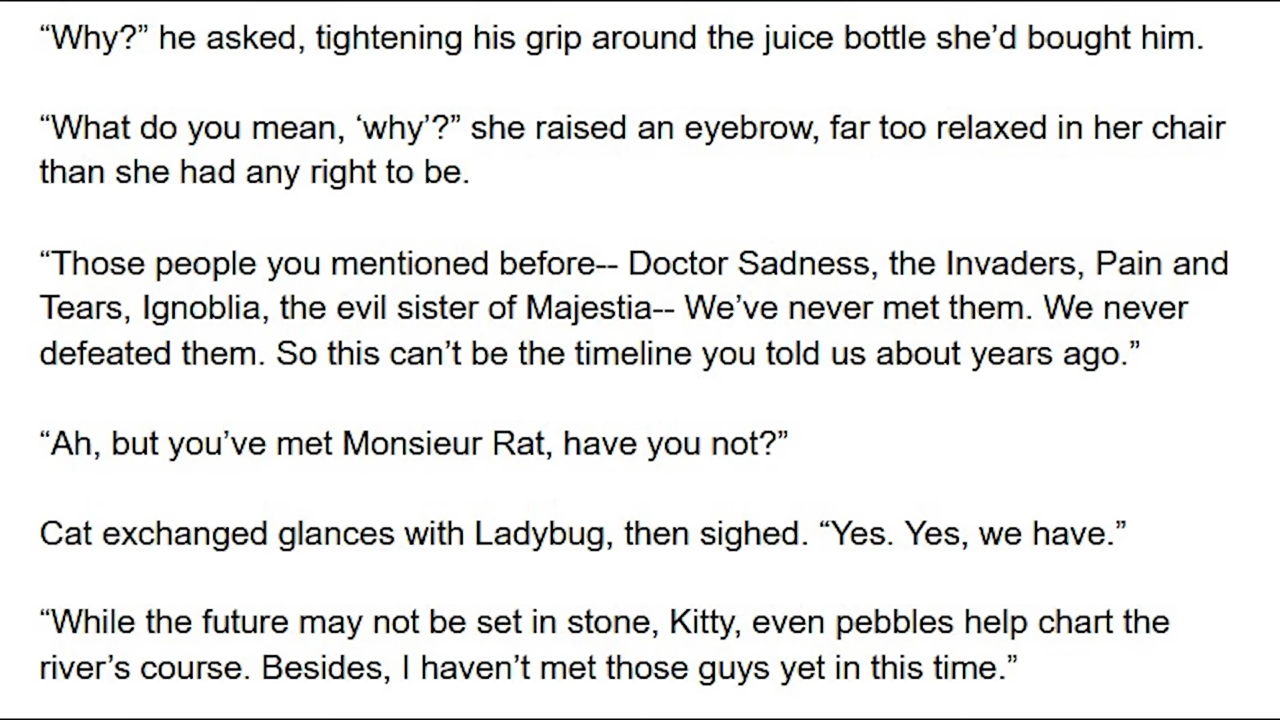 “Why?” he asked, tightening his grip around the juice bottle she’d bought him.
“What do you mean, ‘why’?” she raised an eyebrow, far too relaxed in her chair
than she had any right to be.
“Those people you mentioned before-- Doctor Sadness, the Invaders, Pain and
Tears, Ignoblia, the evil sister of Majestia-- We’ve never met them. We never
defeated them. So this can’t be the timeline you told us about years ago.”
“Ah, but you’ve met Monsieur Rat, have you not?”
Cat exchanged glances with Ladybug, then sighed. “Yes. Yes, we have.”
“While the future may not be set in stone, Kitty, even pebbles help chart the
river’s course. Besides, I haven’t met those guys yet in this time.”